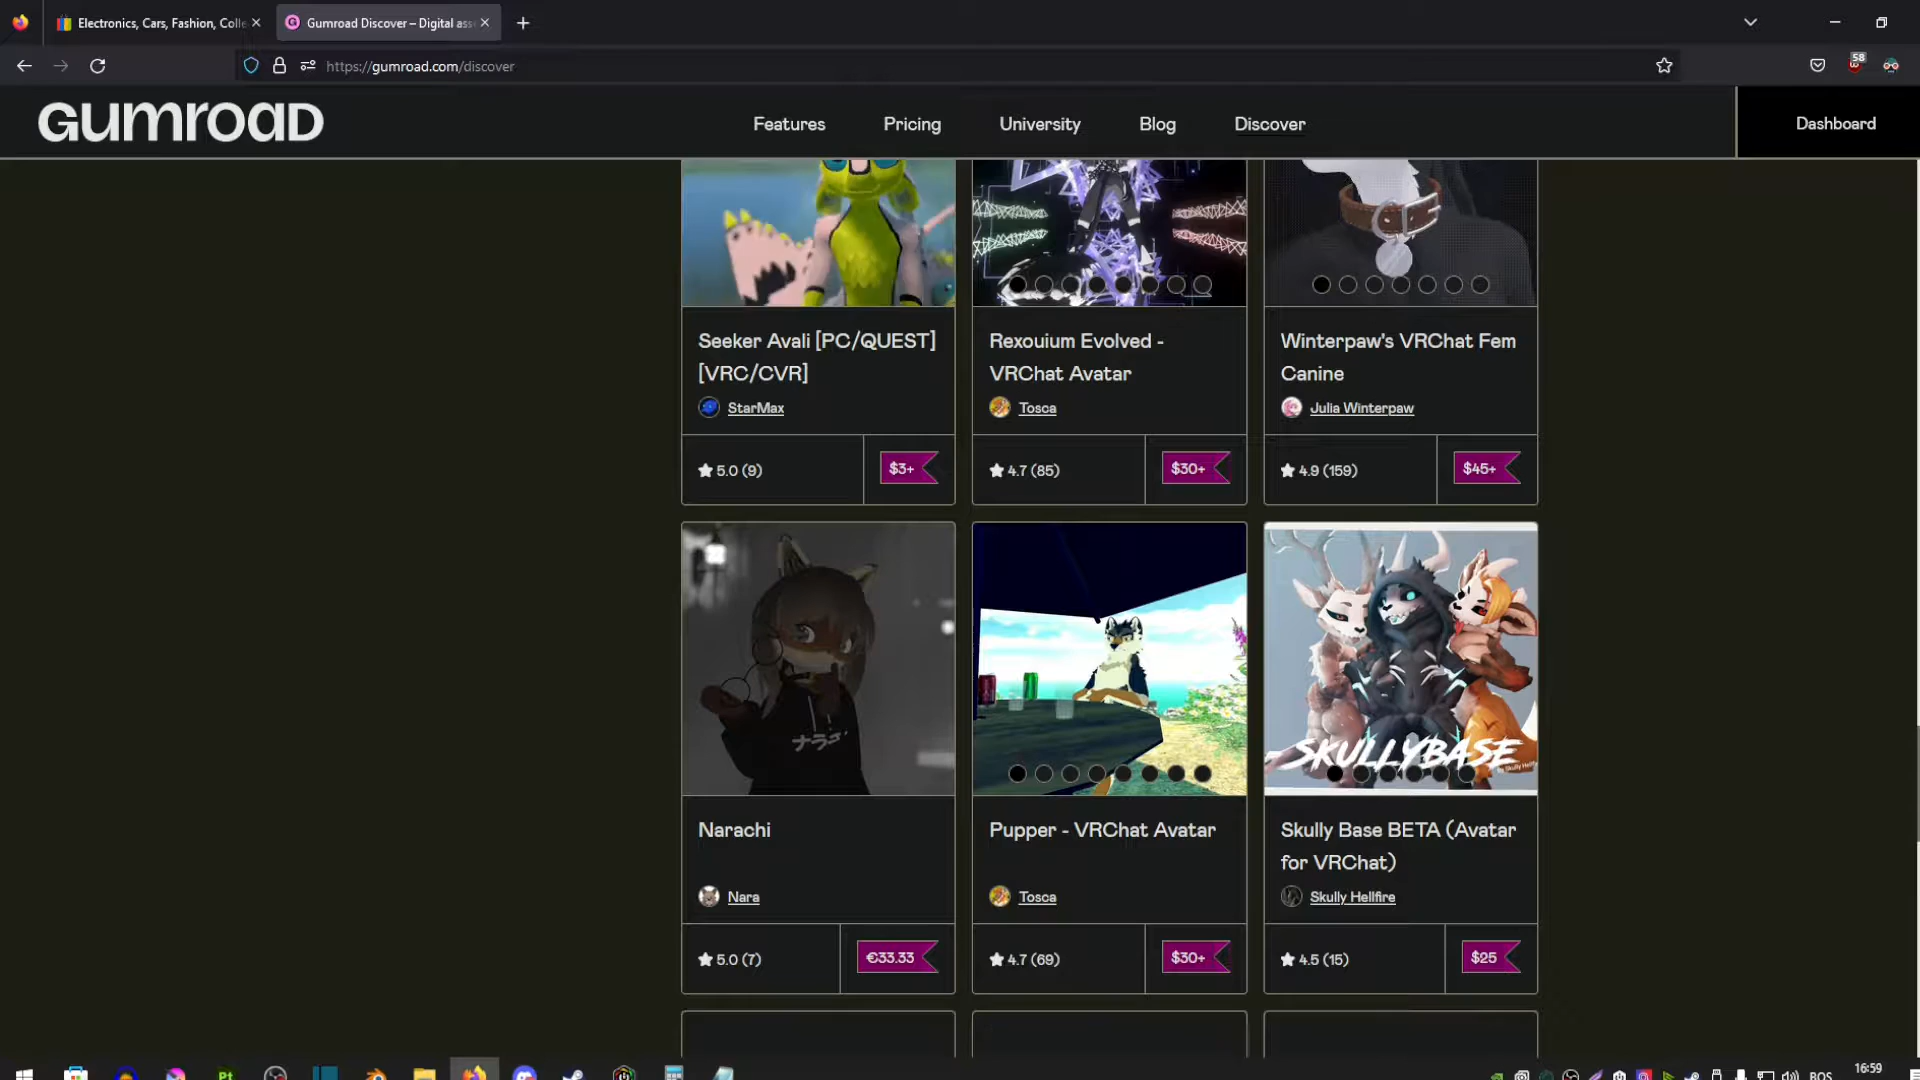 Electronics, Cars, Fashion, Colle
Gumroad Discover – Digital ass
https://gumroad.com/discover
58
GUMROAD
Features
Pricing
University
Blog
Discover
Dashboard
Seeker Avali [PC/QUEST]
[VRC/CVR]
StarMax
5.0 (9)
$3+
Rexouium Evolved -
VRChat Avatar
Tosca
4.7 (85)
$30+
Winterpaw's VRChat Fem
Canine
Julia Winterpaw
4.9 (159)
$45+
Narachi
Nara
5.0 (7)
€33.33
Pupper - VRChat Avatar
Tosca
4.7 (69)
$30+
SKULLYBASE
Skully Base BETA (Avatar
for VRChat)
Skully Hellfire
4.5 (15)
$25
Pt
BOS
16:59